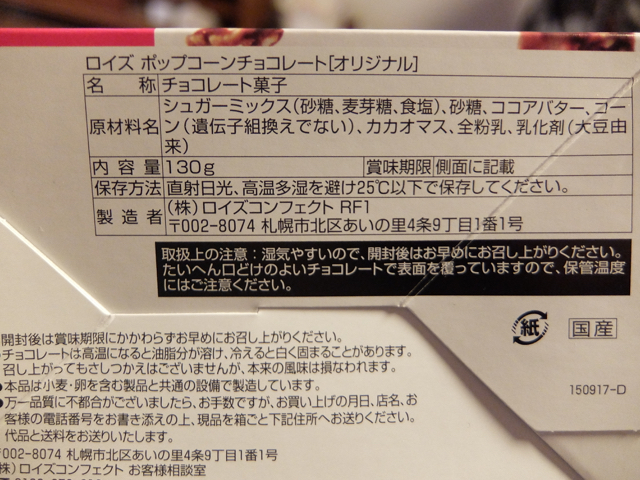 ロイズ ポップコーンチョコレート[オリジナル]
名 称 チョコレート菓子
原材料名 シュガーミックス(砂糖、麦芽糖、食塩)、砂糖、ココアバター、コーン(遺伝子組換えでない)、カカオマス、全粉乳、乳化剤(大豆由来)
内 容 量 130g 賞味期限 側面に記載
保存方法 直射日光、高温多湿を避け25℃以下で保存してください。
製 造 者 (株)ロイズコンフェクト RF1
〒002-8074 札幌市北区あいの里4条9丁目1番1号
取扱上の注意:湿気やすいので、開封後はお早めにお召し上がりください。
たいへん口どけのよいチョコレートで表面を覆っていますので、保管温度
にはご注意ください。
紙 国産
150917-D
開封後は賞味期限にかかわらずお早めにお召し上がりください。
チョコレートは高温になると油脂分が溶け、冷えると白く固まることがあります。
召し上がってもさしつかえはございませんが、本来の風味は損なわれます。
●本品は小麦・卵を含む製品と共通の設備で製造しています。
●万一品質に不都合がございましたら、お手数ですが、お買い上げの月日、店名、お
客様の電話番号をお書き添えの上、現品を箱ごと下記住所へお送りください。
代品と送料をお送りいたします。
〒002-8074 札幌市北区あいの里4条9丁目1番1号
(株)ロイズコンフェクト お客様相談室